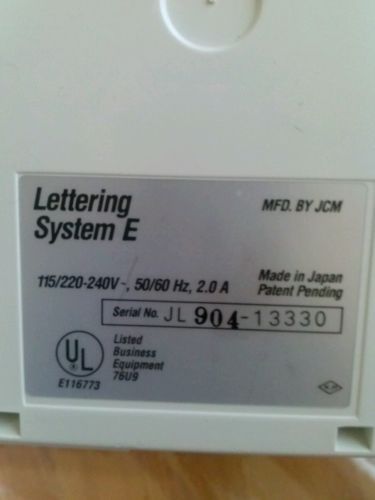 Lettering
System E
MFD. BY JCM
115/220-240V~, 50/60 Hz, 2.0 A
Made in Japan
Patent Pending
Serial No. JL 904-13330
UL
Listed
Business
Equipment
76U9
E116773